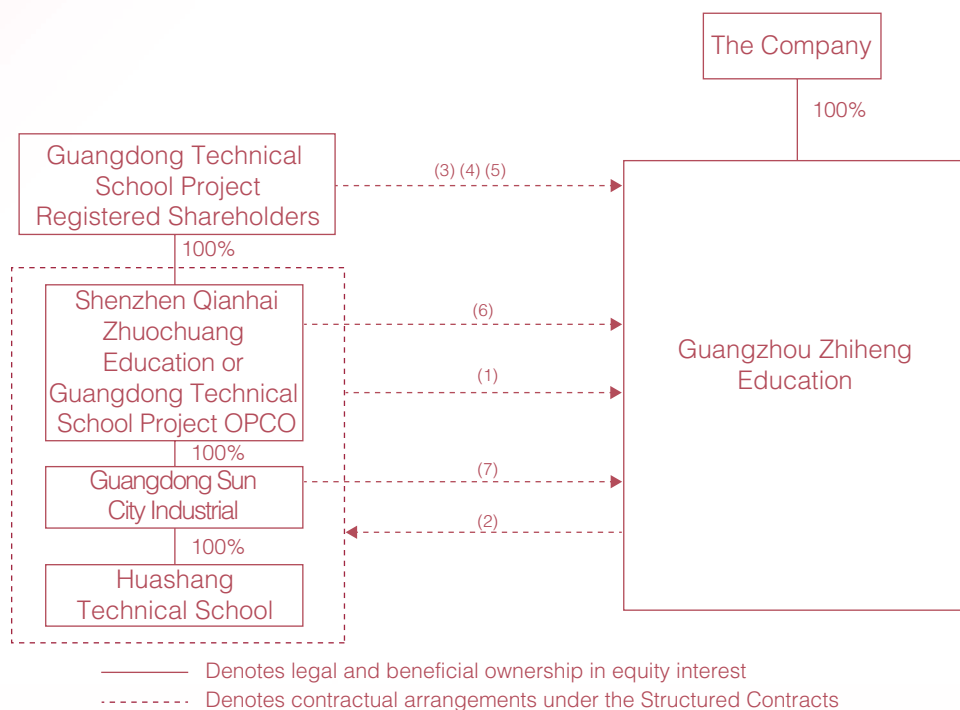 The Company
100%
Guangdong Technical
School Project
Registered Shareholders
(3) (4) (5)
100%
Shenzhen Qianhai
Zhuochuang
Education or
Guangdong Technical
School Project OPCO
(6)
(1)
Guangzhou Zhiheng
Education
100%
Guangdong Sun
City Industrial
(7)
(2)
100%
Huashang
Technical School
Denotes legal and beneficial ownership in equity interest
Denotes contractual arrangements under the Structured Contracts